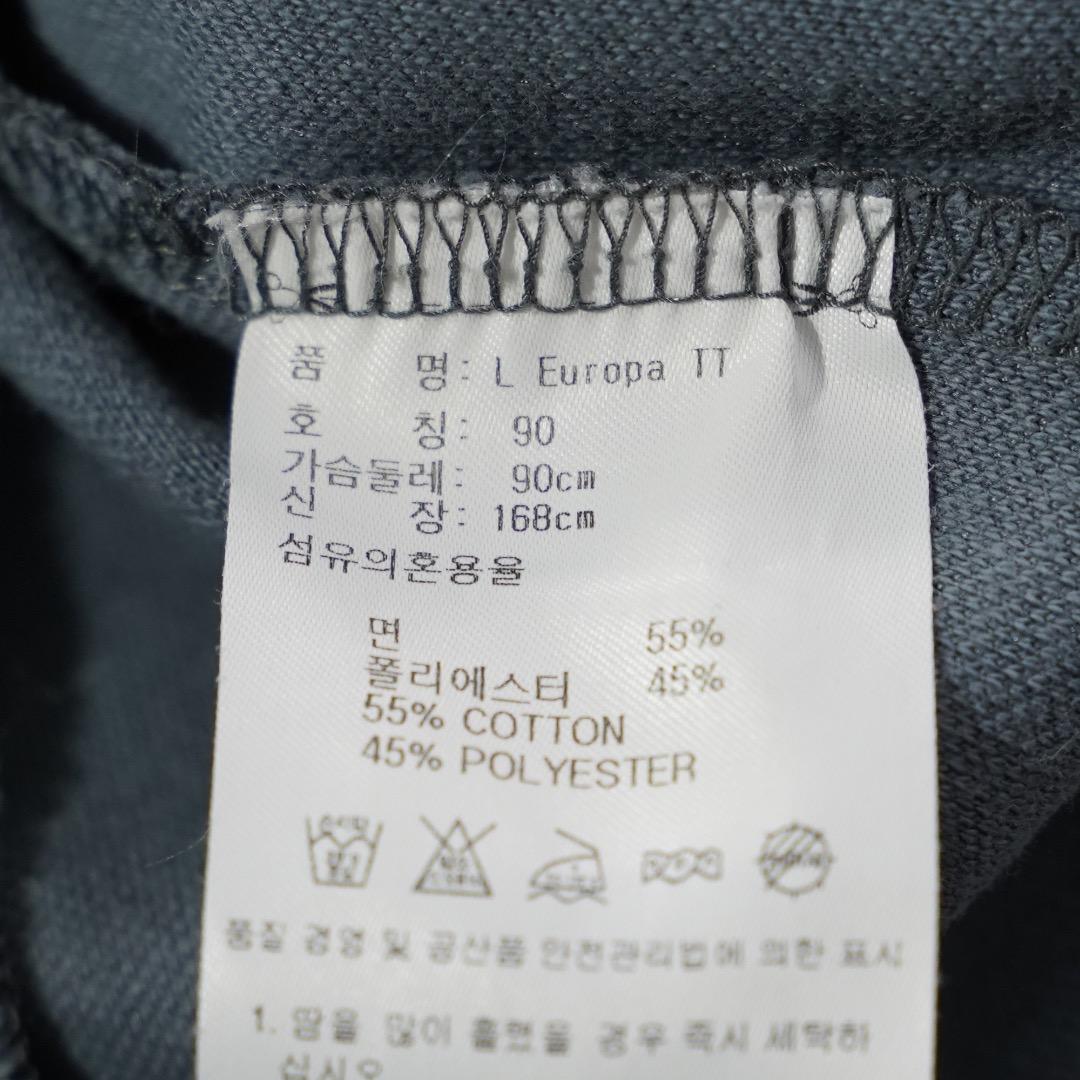 품 명: L Europa TT
호 칭: 90
가슴둘레: 90cm
신 장: 168cm
섬유의혼용율
면 55%
폴리에스터 45%
55% COTTON
45% POLYESTER
품질 경영 및 공산품 안전관리법에 의한 표시
1. 땀을 많이 흘렸을 경우 즉시 세탁하
십시오